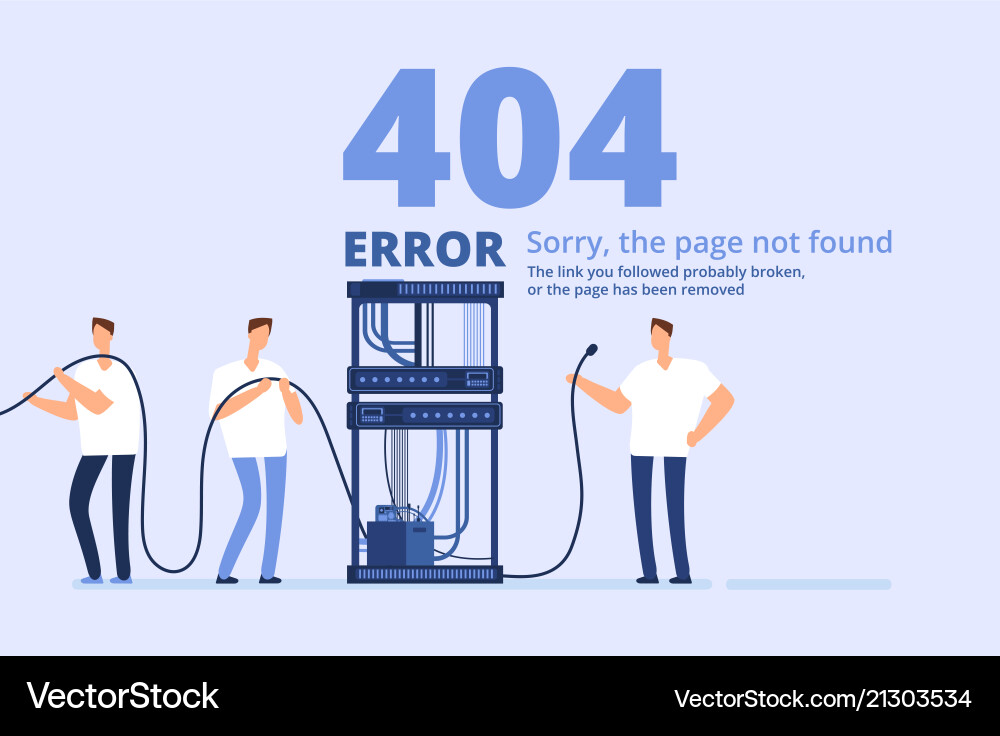 404
ERROR
Sorry, the page not found
The link you followed probably broken,
or the page has been removed
VectorStock
VectorStock.com/21303534